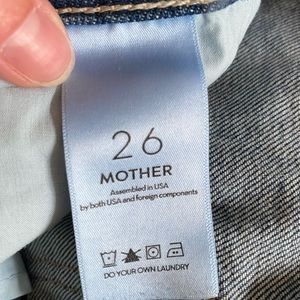 26
MOTHER
Assembled in USA
by both USA and foreign components
DO YOUR OWN LAUNDRY